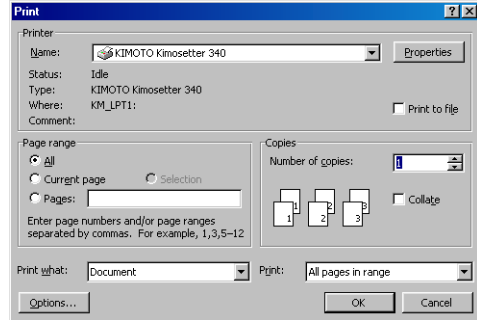 Print
Printer
Name: KIMOTO Kimosetter 340 Properties
Status: Idle
Type: KIMOTO Kimosetter 340
Where: KM_LPT1: Print to file
Comment:
Page range
All
Current page Selection
Pages:
Enter page numbers and/or page ranges
separated by commas. For example, 1,3,5–12
Copies
Number of copies: 1
1 1 2 2 3 3 Collate
Print what: Document Print: All pages in range
Options... OK Cancel